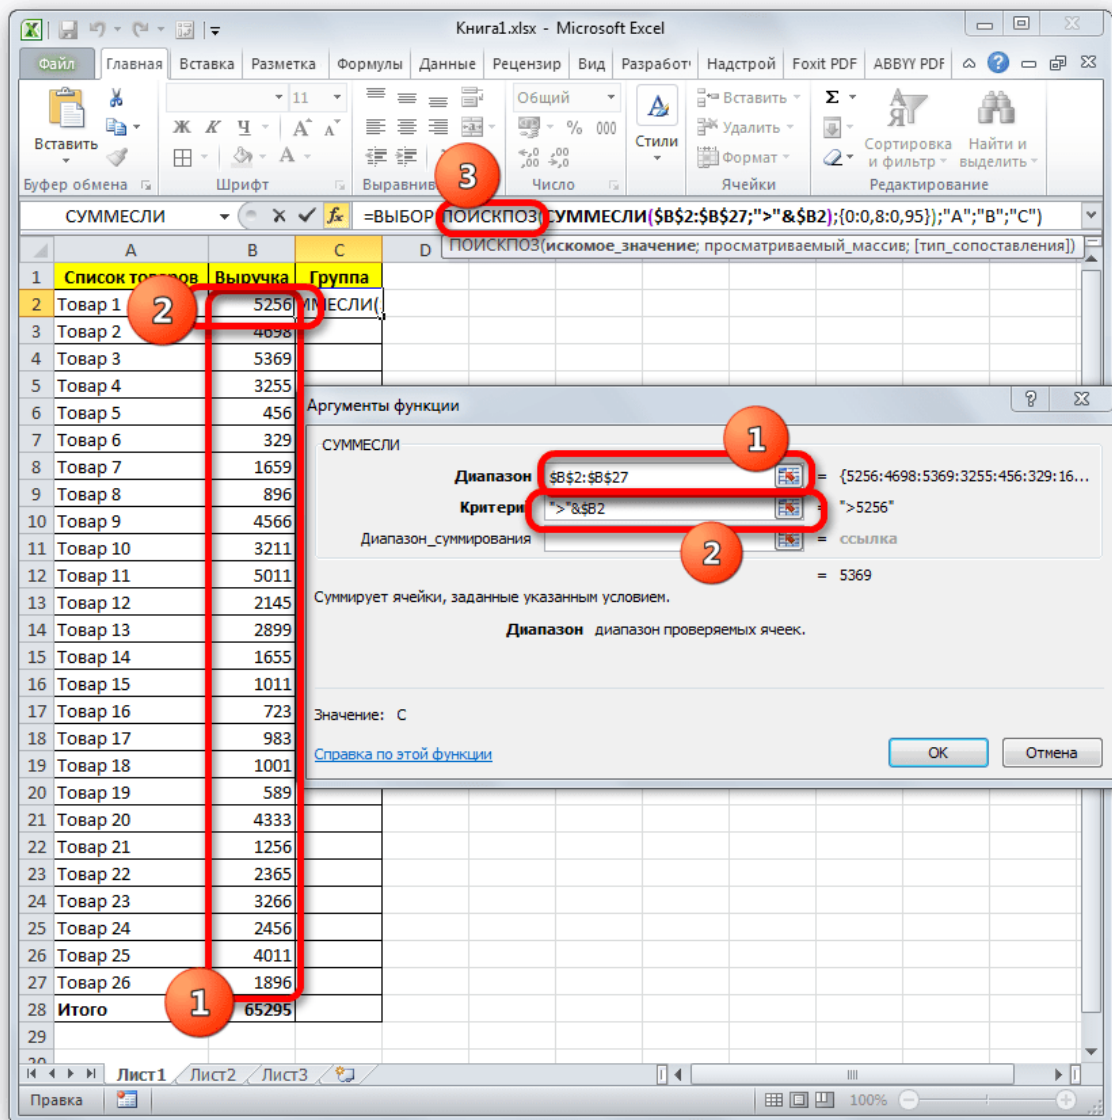 Книга1.xlsx - Microsoft Excel
Файл Главная Вставка Разметка Формулы Данные Рецензир Вид Разработ Надстрой Foxit PDF ABBYY PDF
11 Общий Вставить Σ
Вставить Ж К Ч А А % 000 Стили Удалить Сортировка и фильтр Найти и выделить
Формат
Буфер обмена Шрифт Выравнив Число Ячейки Редактирование
3
СУММЕСЛИ fx =ВЫБОР ПОИСКПОЗ(СУММЕСЛИ($B$2:$B$27;">"&$B2);{0:0,8:0,95});"A";"B";"C")
ПОИСКПОЗ(искомое_значение; просматриваемый_массив; [тип_сопоставления])
A B C D
1 Список товаров Выручка Группа
2 Товар 1 5256 ММЕСЛИ(
2
3 Товар 2 4698
4 Товар 3 5369
5 Товар 4 3255
6 Товар 5 456
7 Товар 6 329
8 Товар 7 1659
9 Товар 8 896
10 Товар 9 4566
11 Товар 10 3211
12 Товар 11 5011
13 Товар 12 2145
14 Товар 13 2899
15 Товар 14 1655
16 Товар 15 1011
17 Товар 16 723
18 Товар 17 983
19 Товар 18 1001
20 Товар 19 589
21 Товар 20 4333
22 Товар 21 1256
23 Товар 22 2365
24 Товар 23 3266
25 Товар 24 2456
26 Товар 25 4011
27 Товар 26 1896
1
28 Итого 65295
29
Аргументы функции
СУММЕСЛИ
1
Диапазон $B$2:$B$27 = {5256:4698:5369:3255:456:329:16...
Критери ">"&$B2 = ">5256"
Диапазон_суммирования = ссылка
2
= 5369
Суммирует ячейки, заданные указанным условием.
Диапазон диапазон проверяемых ячеек.
Значение: C
Справка по этой функции
OK Отмена
Лист1 Лист2 Лист3
Правка 100%